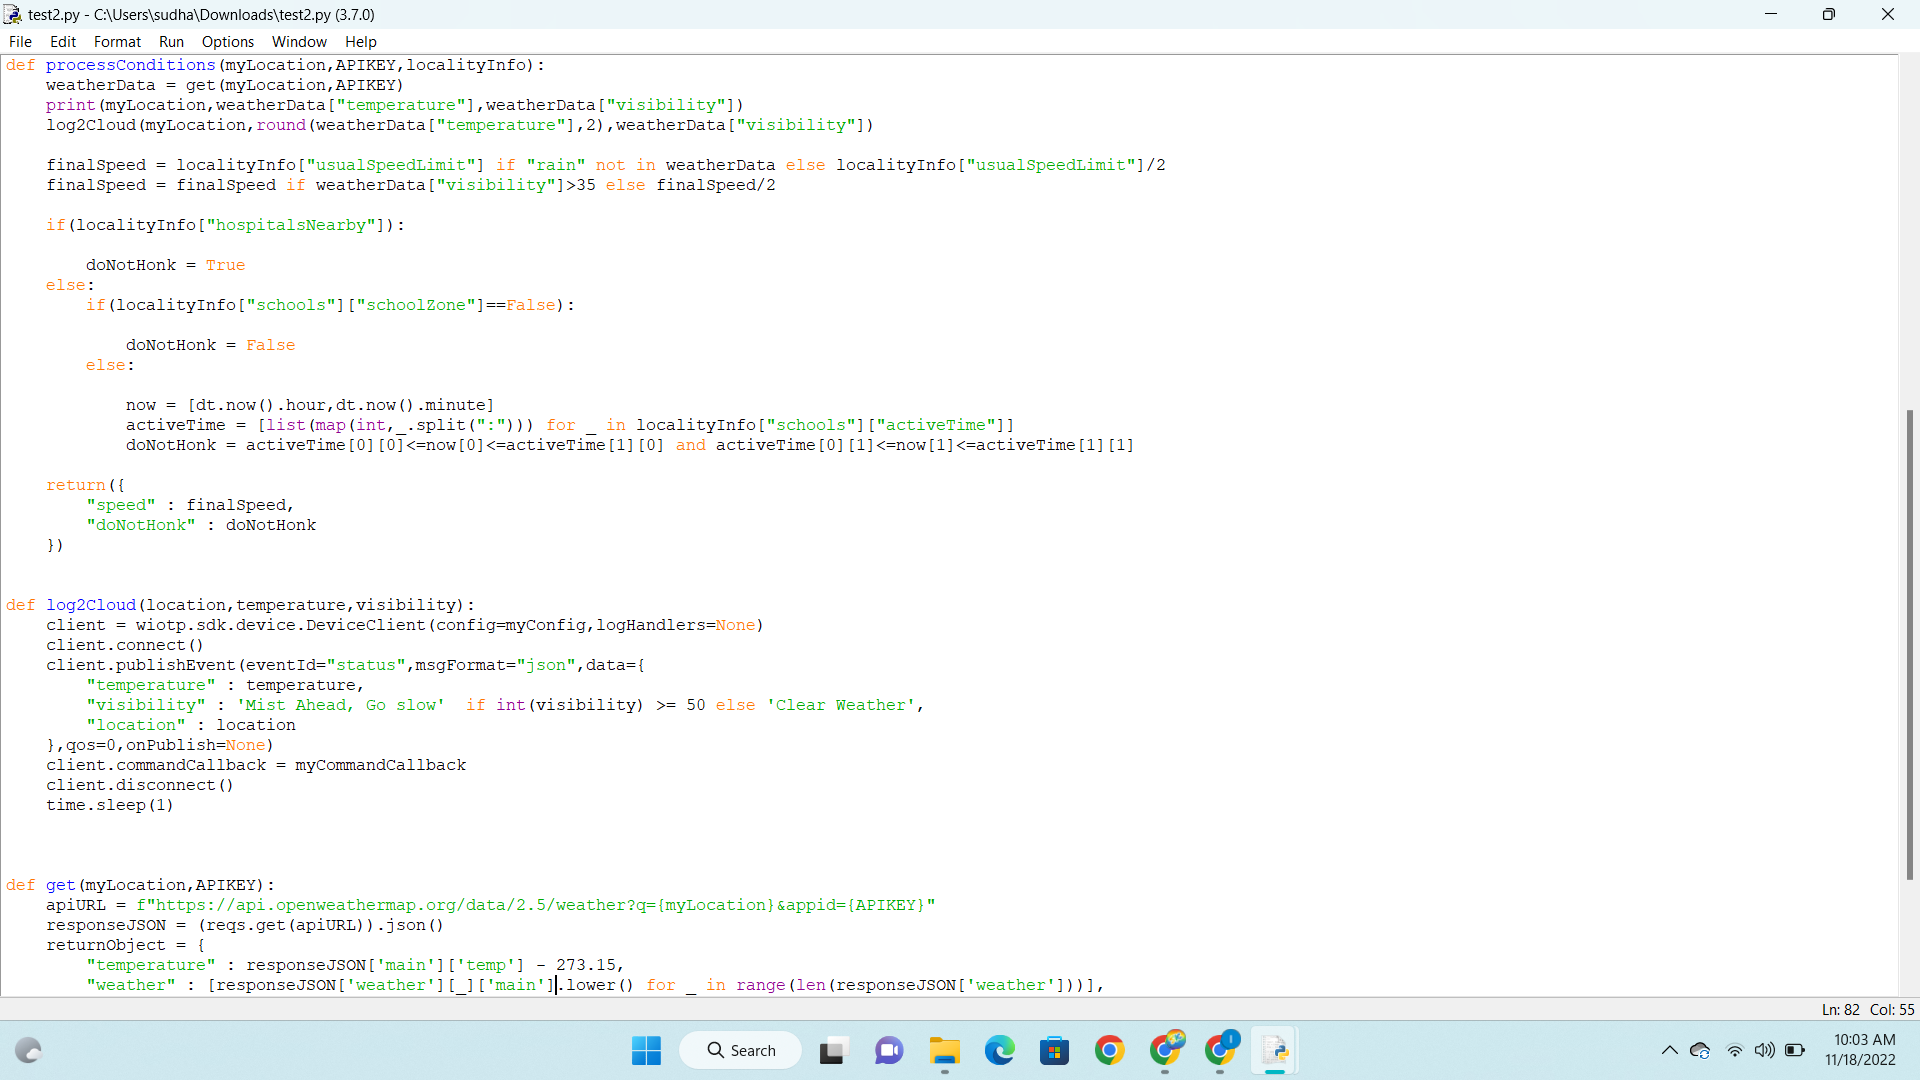 test2.py - C:\Users\sudha\Downloads\test2.py (3.7.0)
File Edit Format Run Options Window Help
def processConditions(myLocation,APIKEY,localityInfo):
    weatherData = get(myLocation,APIKEY)
    print(myLocation,weatherData["temperature"],weatherData["visibility"])
    log2Cloud(myLocation,round(weatherData["temperature"],2),weatherData["visibility"])

    finalSpeed = localityInfo["usualSpeedLimit"] if "rain" not in weatherData else localityInfo["usualSpeedLimit"]/2
    finalSpeed = finalSpeed if weatherData["visibility"]>35 else finalSpeed/2

    if(localityInfo["hospitalsNearby"]):

        doNotHonk = True
    else:
        if(localityInfo["schools"]["schoolZone"]==False):

            doNotHonk = False
        else:

            now = [dt.now().hour,dt.now().minute]
            activeTime = [list(map(int,_.split(":"))) for _ in localityInfo["schools"]["activeTime"]]
            doNotHonk = activeTime[0][0]<=now[0]<=activeTime[1][0] and activeTime[0][1]<=now[1]<=activeTime[1][1]

    return({
        "speed" : finalSpeed,
        "doNotHonk" : doNotHonk
    })


def log2Cloud(location,temperature,visibility):
    client = wiotp.sdk.device.DeviceClient(config=myConfig,logHandlers=None)
    client.connect()
    client.publishEvent(eventId="status",msgFormat="json",data={
        "temperature" : temperature,
        "visibility" : 'Mist Ahead, Go slow'  if int(visibility) >= 50 else 'Clear Weather',
        "location" : location
    },qos=0,onPublish=None)
    client.commandCallback = myCommandCallback
    client.disconnect()
    time.sleep(1)



def get(myLocation,APIKEY):
    apiURL = f"https://api.openweathermap.org/data/2.5/weather?q={myLocation}&appid={APIKEY}"
    responseJSON = (reqs.get(apiURL)).json()
    returnObject = {
        "temperature" : responseJSON['main']['temp'] - 273.15,
        "weather" : [responseJSON['weather'][_]['main'].lower() for _ in range(len(responseJSON['weather']))],
Ln: 82 Col: 55
Search
10:03 AM
11/18/2022